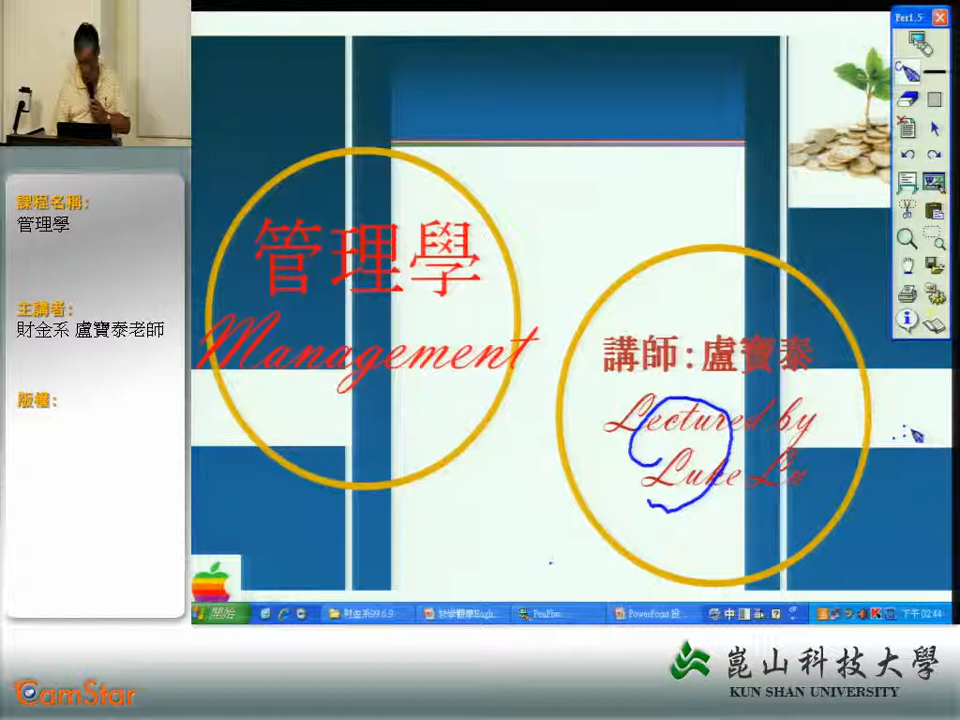 課程名稱:
管理學
主講者:
財金系 盧寶泰老師
版權:
Per1.5
管理學
Management
講師:盧寶泰
Lectured by
Luke Lu
開始
財金系99.6.9
PowerPoint 投
中
下午 02:44
CamStar
崑山科技大學
KUN SHAN UNIVERSITY